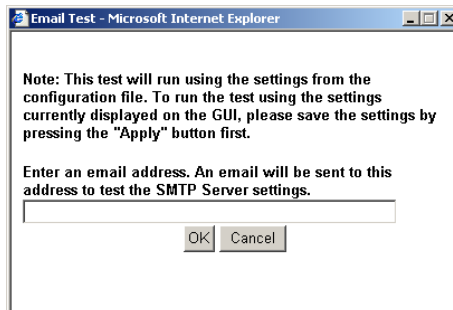 Email Test - Microsoft Internet Explorer
Note: This test will run using the settings from the
configuration file. To run the test using the settings
currently displayed on the GUI, please save the settings by
pressing the "Apply" button first.
Enter an email address. An email will be sent to this
address to test the SMTP Server settings.
OK Cancel